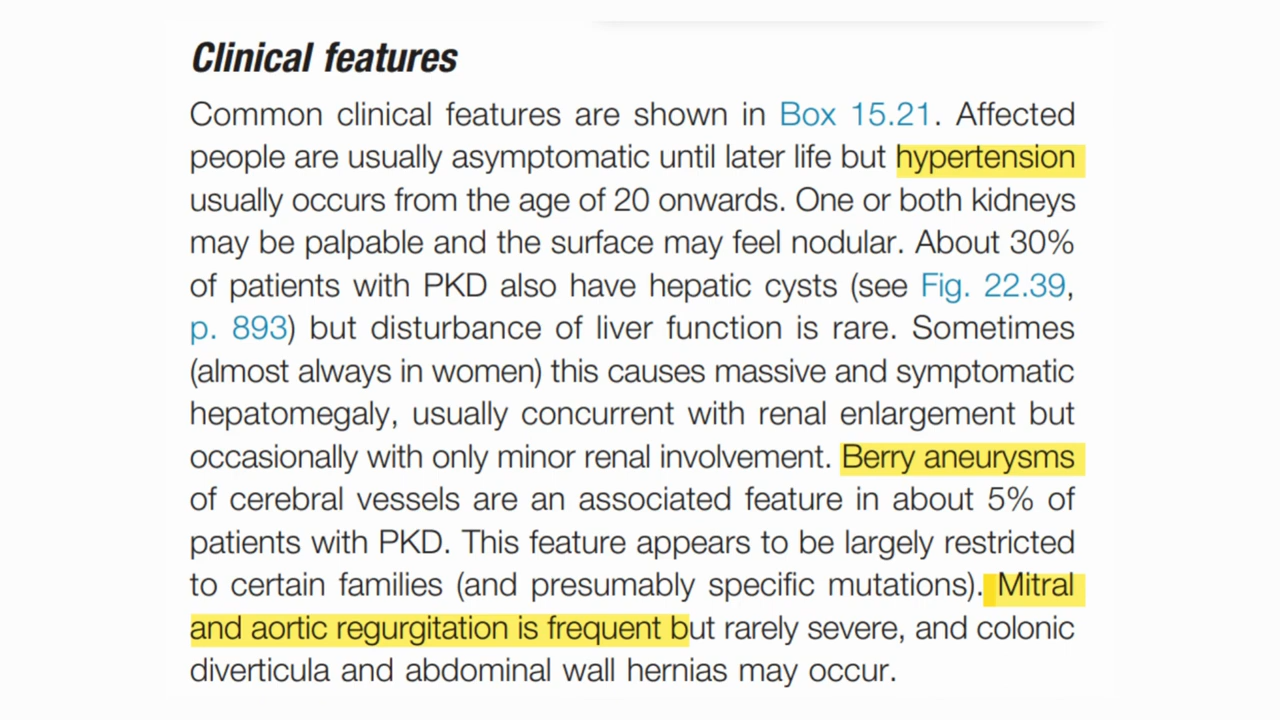 Clinical features
Common clinical features are shown in Box 15.21. Affected
people are usually asymptomatic until later life but hypertension
usually occurs from the age of 20 onwards. One or both kidneys
may be palpable and the surface may feel nodular. About 30%
of patients with PKD also have hepatic cysts (see Fig. 22.39,
p. 893) but disturbance of liver function is rare. Sometimes
(almost always in women) this causes massive and symptomatic
hepatomegaly, usually concurrent with renal enlargement but
occasionally with only minor renal involvement. Berry aneurysms
of cerebral vessels are an associated feature in about 5% of
patients with PKD. This feature appears to be largely restricted
to certain families (and presumably specific mutations). Mitral
and aortic regurgitation is frequent but rarely severe, and colonic
diverticula and abdominal wall hernias may occur.